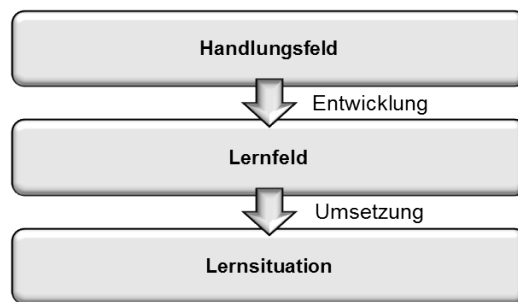 Handlungsfeld
Entwicklung
Lernfeld
Umsetzung
Lernsituation